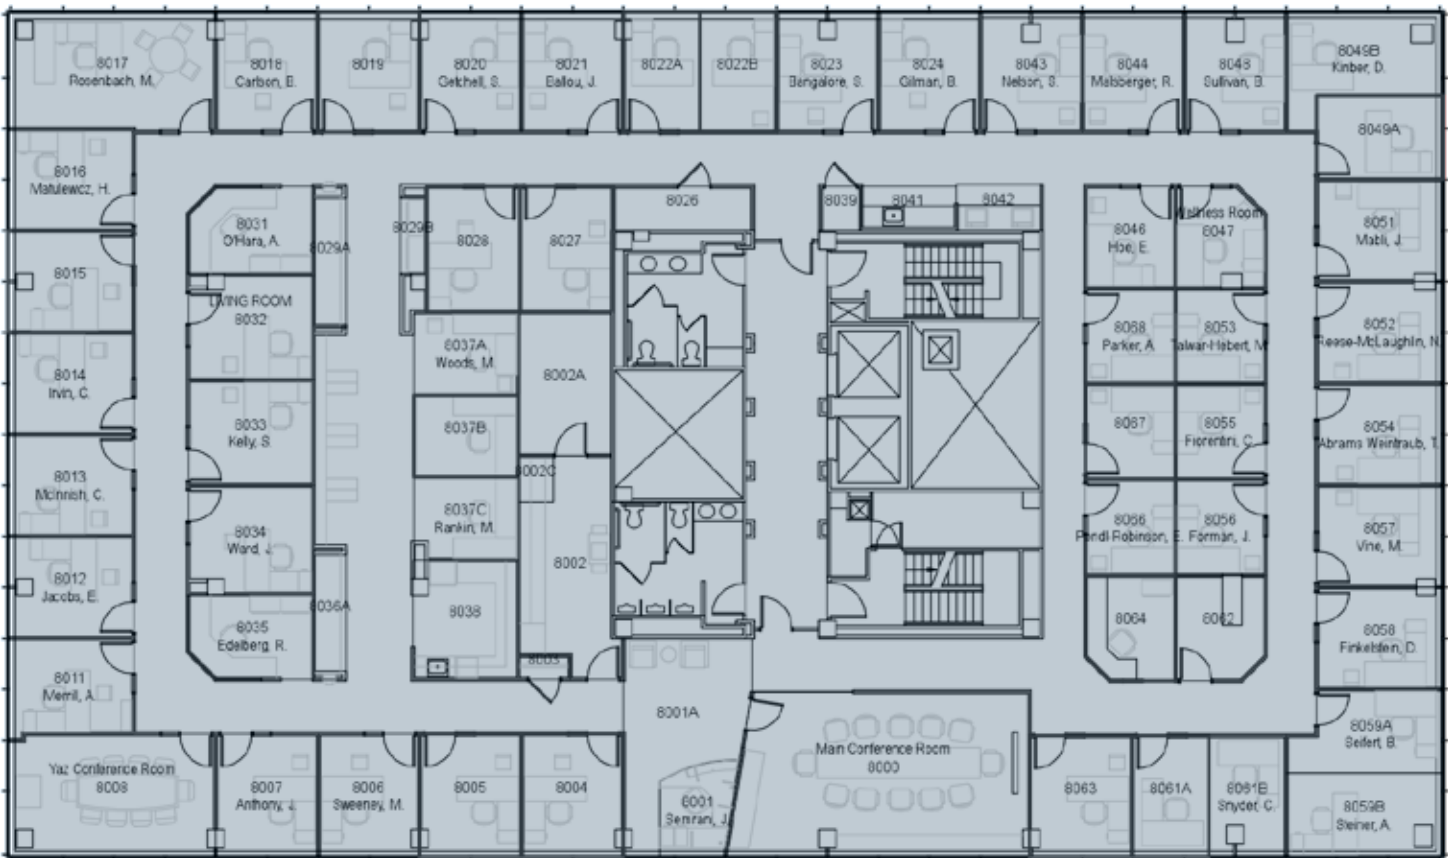 8017
Rosenbach, M.
8018
Carlson, B.
8019
8020
Getchell, S.
8021
Ballou, J.
8022A
8022B
8023
Bangalore, S.
8024
Gilman, B.
8043
Nelson, S.
8044
Malsberger, R.
8048
Sullivan, B.
8049B
Kinber, D.
8049A
8016
Matulewicz, H.
8031
O'Hara, A.
8029A
8029B
8028
8027
8026
8039
8041
8042
8046
Hoe, E.
Wellness Room
8047
8051
Mabli, J.
8015
LIVING ROOM
8032
8037A
Woods, M.
8002A
8068
Parker, A.
8053
Talwar-Hebert, M
8052
Reese-McLaughlin, N.
8014
Irvin, C.
8033
Kelly, S.
8037B
8002C
8067
8055
Fiorentini, C.
8054
Abrams Weintraub, T.
8013
McInnish, C.
8034
Ward, J.
8037C
Rankin, M.
8002
8066
Pendl Robinson, E.
8056
Forman, J.
8057
Vine, M.
8012
Jacobs, E.
8035
Edelberg, R.
8036A
8038
8003
8064
8062
8058
Finkelstein, D.
8011
Merrill, A.
8001A
8059A
Seifert, B.
Yaz Conference Room
8008
8007
Anthony, J.
8006
Sweeney, M.
8005
8004
8001
Main Conference Room
8000
8063
8061A
8061B
Snyder, C.
8059B
Steiner, A.